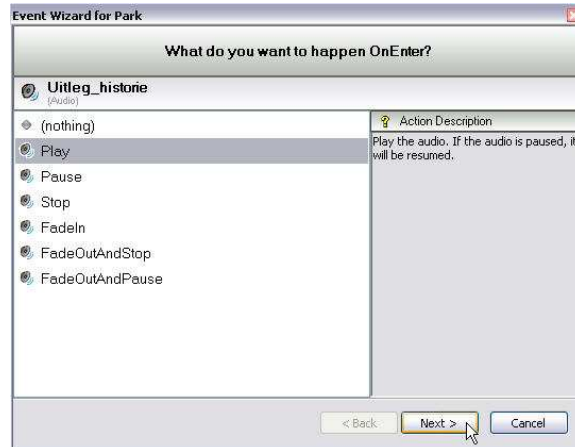 Event Wizard for Park
What do you want to happen OnEnter?
Uitleg_historie
(Audio)
(nothing)
Play
Pause
Stop
FadeIn
FadeOutAndStop
FadeOutAndPause
Action Description
Play the audio. If the audio is paused, it
will be resumed.
< Back
Next >
Cancel